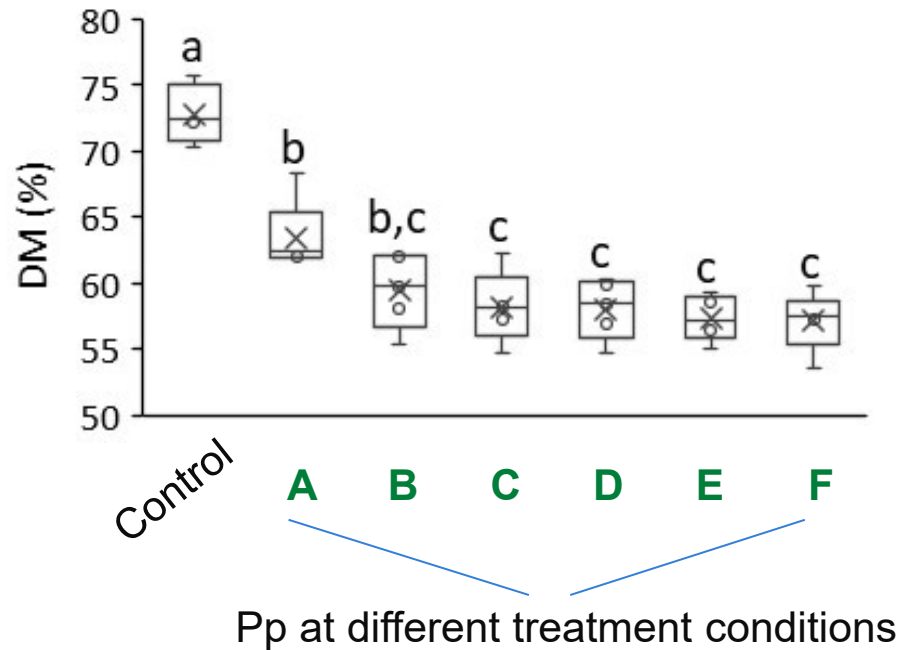 80
75
70
65
60
55
50
DM (%)
a
b
b,c
c
c
c
c
Control
A B C D E F
Pp at different treatment conditions